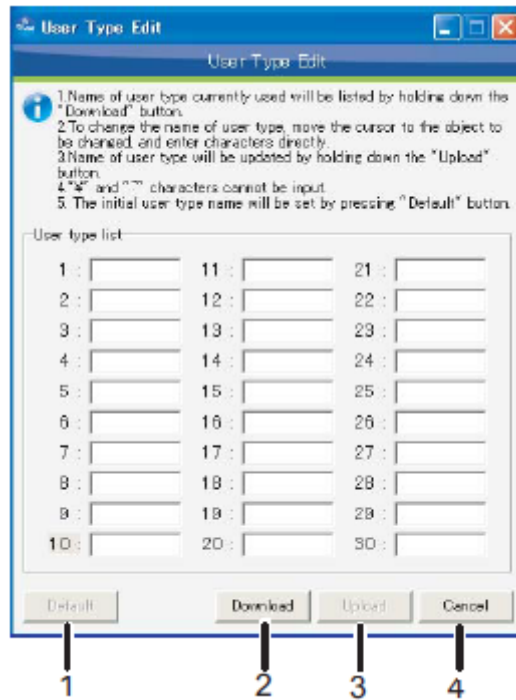 User Type Edit
User Type Edit
1.Name of user type currently used will be listed by holding down the
"Download" button.
2.To change the name of user type, move the cursor to the object to
be changed, and enter characters directly.
3.Name of user type will be updated by holding down the "Upload"
button.
4."¥" and "~" characters cannot be input.
5. The initial user type name will be set by pressing "Default" button.
User type list
1 : 11 : 21 :
2 : 12 : 22 :
3 : 13 : 23 :
4 : 14 : 24 :
5 : 15 : 25 :
6 : 16 : 26 :
7 : 17 : 27 :
8 : 18 : 28 :
9 : 19 : 29 :
10 : 20 : 30 :
Default Download Upload Cancel
1 2 3 4